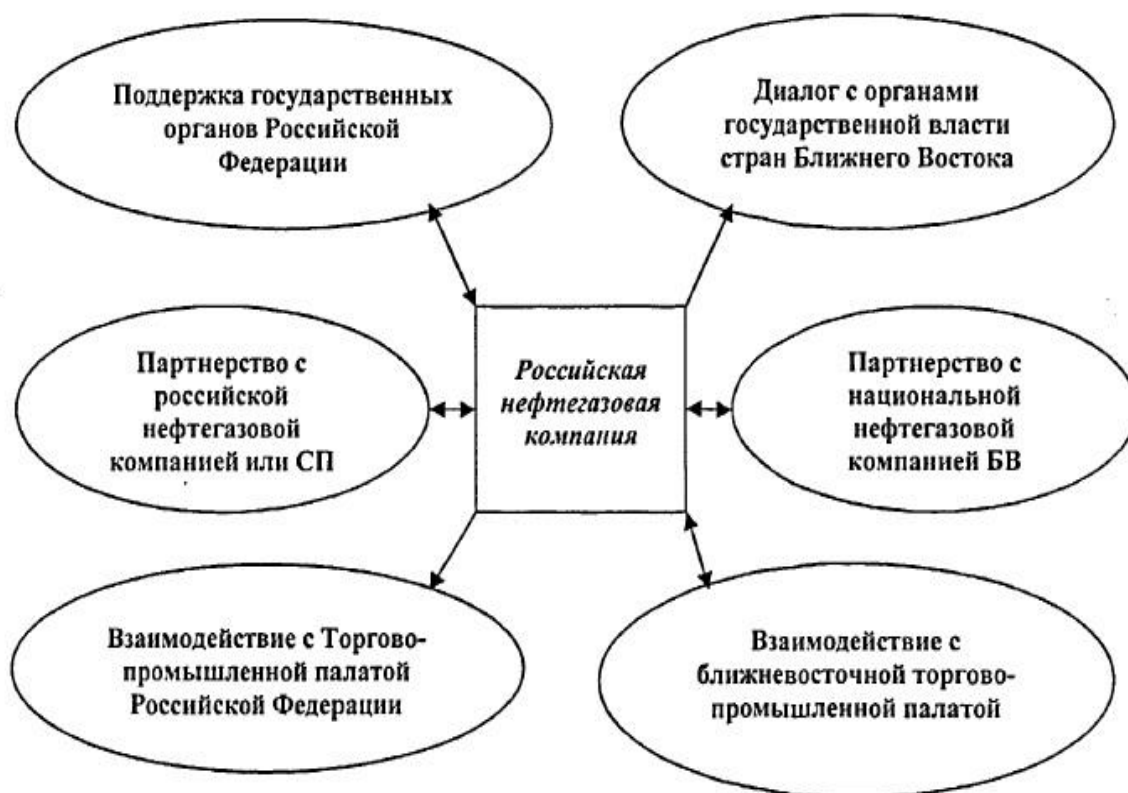 Поддержка государственных
органов Российской
Федерации
Диалог с органами
государственной власти
стран Ближнего Востока
Партнерство с
российской
нефтегазовой
компанией или СП
Российская
нефтегазовая
компания
Партнерство с
национальной
нефтегазовой
компанией БВ
Взаимодействие с Торгово-
промышленной палатой
Российской Федерации
Взаимодействие с
ближневосточной торгово-
промышленной палатой